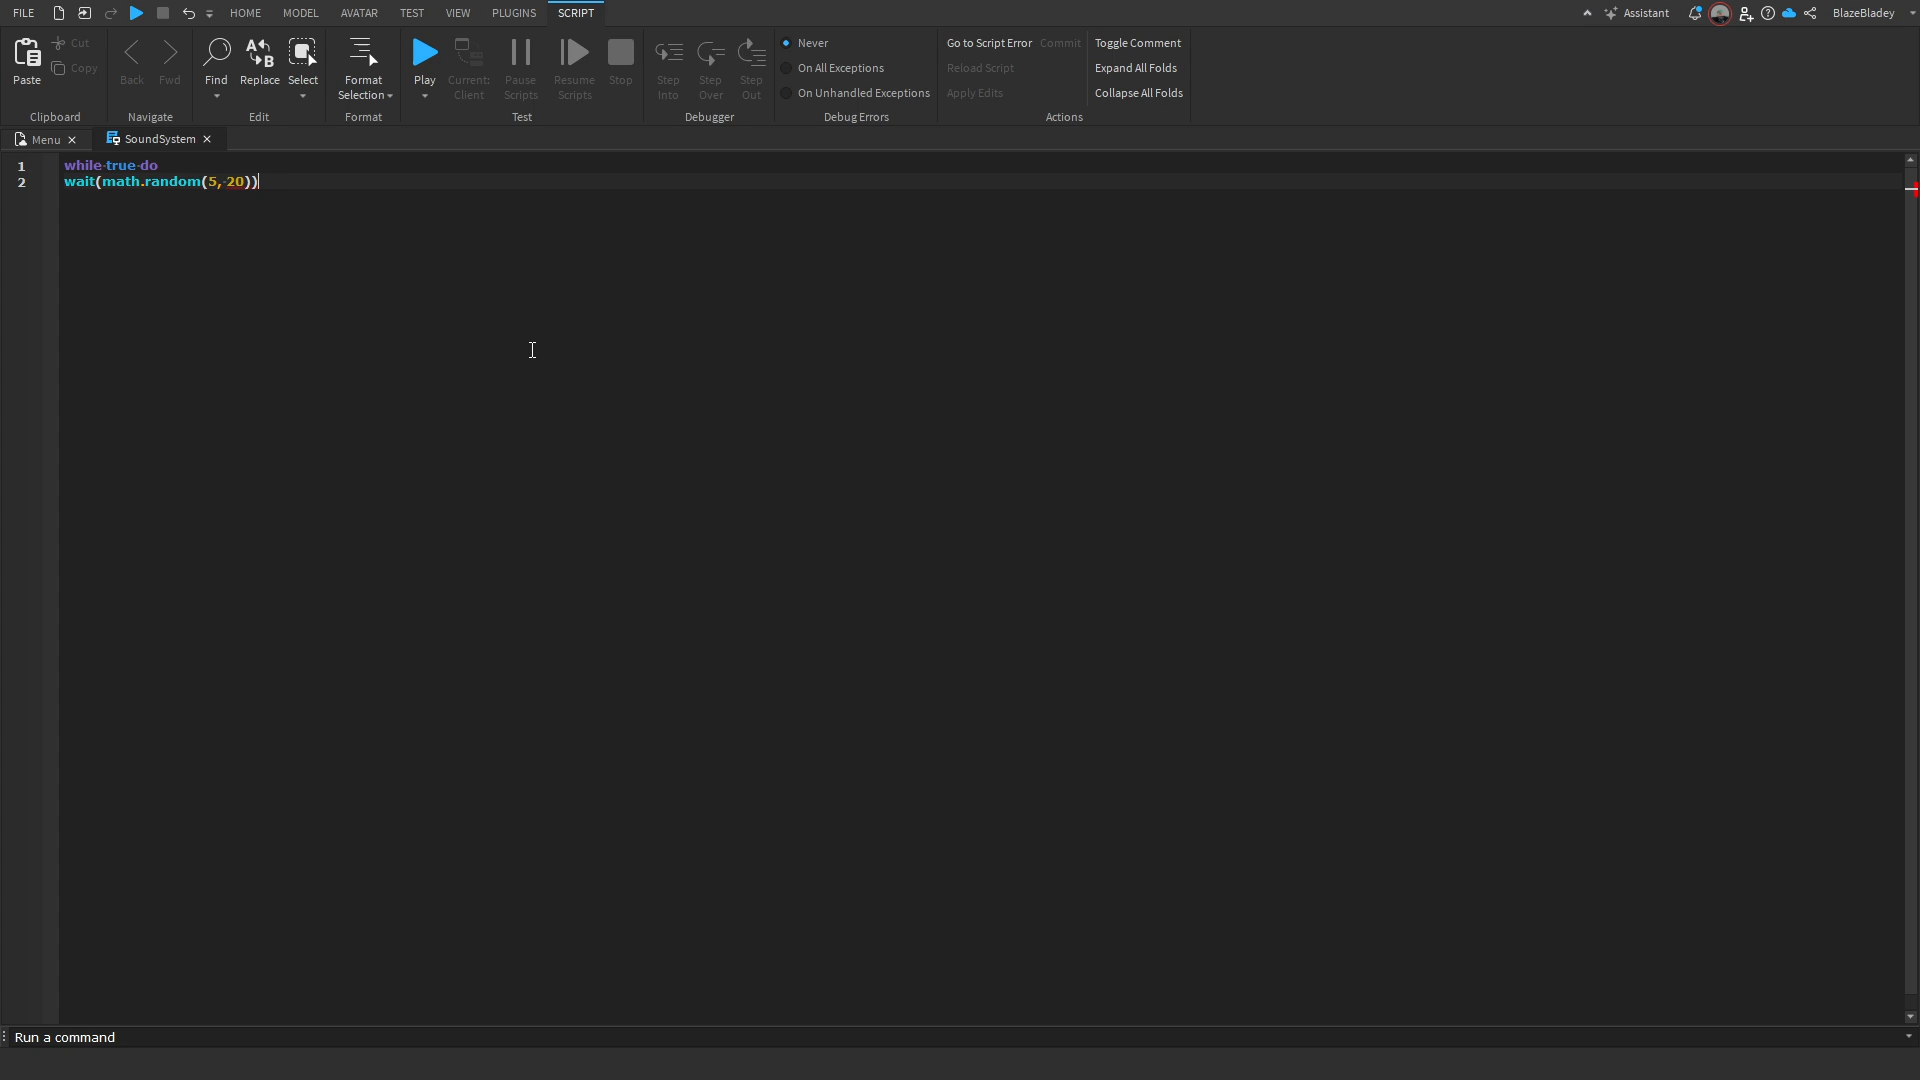 FILE HOME MODEL AVATAR TEST VIEW PLUGINS SCRIPT Assistant BlazeBladey
Paste Cut Copy
Clipboard
Back Fwd
Navigate
Find Replace Select
Edit
Format Selection
Format
Play Current: Client Pause Scripts Resume Scripts Stop
Test
Step Into Step Over Step Out
Debugger
Never
On All Exceptions
On Unhandled Exceptions
Debug Errors
Go to Script Error Commit Toggle Comment
Reload Script Expand All Folds
Apply Edits Collapse All Folds
Actions
Menu SoundSystem
1 while true do
2 wait(math.random(5, 20))
Run a command